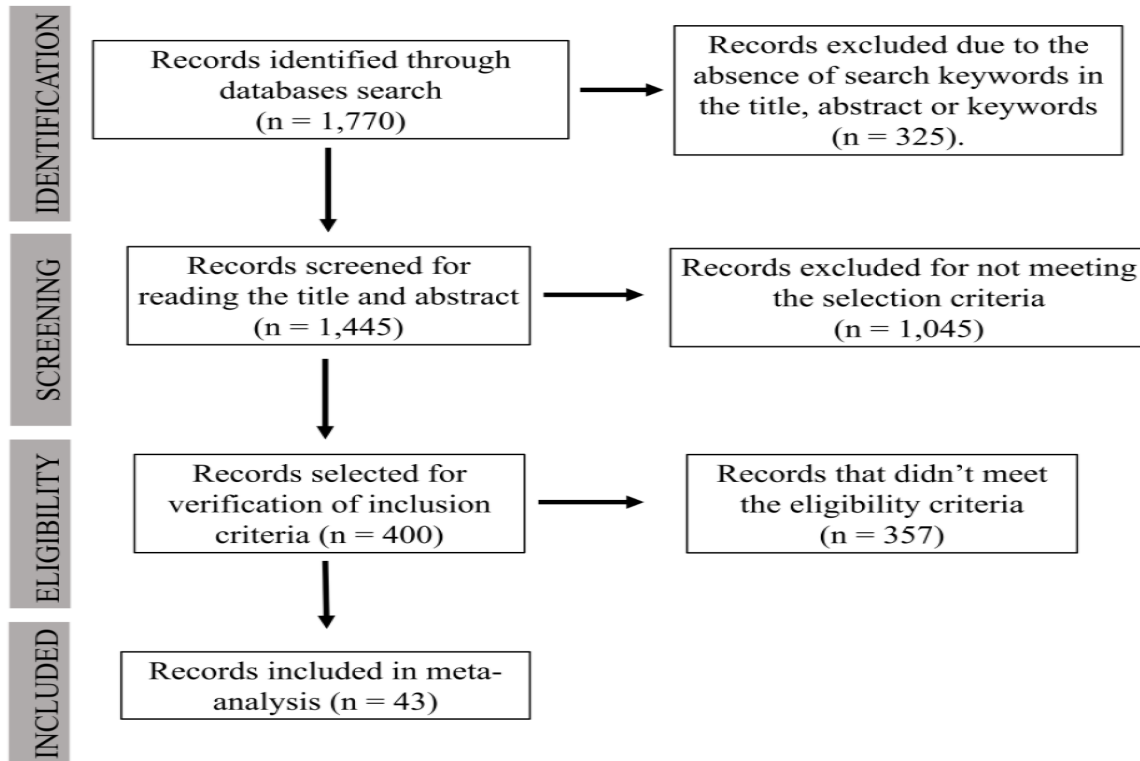 IDENTIFICATION
Records identified through
databases search
(n = 1,770)
Records excluded due to the
absence of search keywords in
the title, abstract or keywords
(n = 325).
SCREENING
Records screened for
reading the title and abstract
(n = 1,445)
Records excluded for not meeting
the selection criteria
(n = 1,045)
ELIGIBILITY
Records selected for
verification of inclusion
criteria (n = 400)
Records that didn’t meet
the eligibility criteria
(n = 357)
INCLUDED
Records included in meta-
analysis (n = 43)